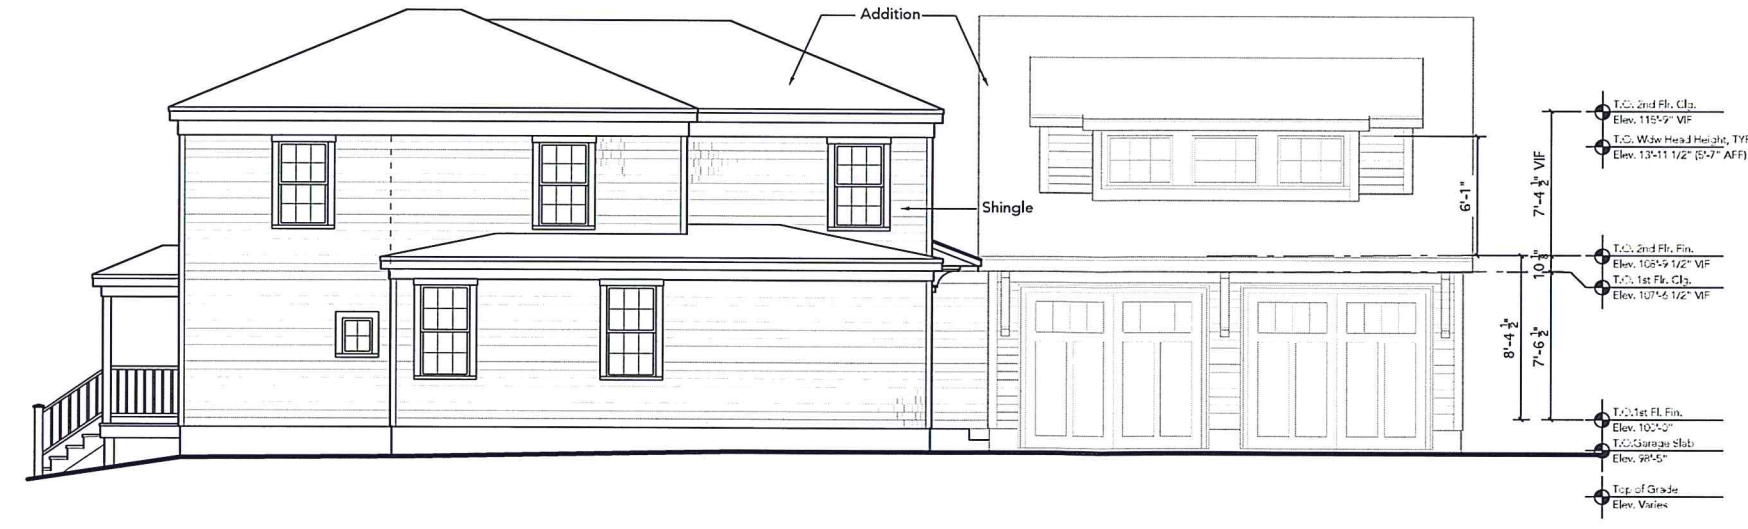 Addition
Shingle
T.O. 2nd Flr. Clg.
Elev. 115'-9" VIF
T.O. Wdw Head Height, TYP
Elev. 13'-11 1/2" (5'-7" AFF)
6'-1"
7'-4 1/2" VIF
T.O. 2nd Flr. Fin.
Elev. 108'-9 1/2" VIF
T.O. 1st Flr. Clg.
Elev. 107'-6 1/2" VIF
8'-4 1/2"
7'-6 1/2"
T.O.1st Fl. Fin.
Elev. 100'-0"
T.O.Garage Slab
Elev. 98'-5"
Top of Grade
Elev. Varies